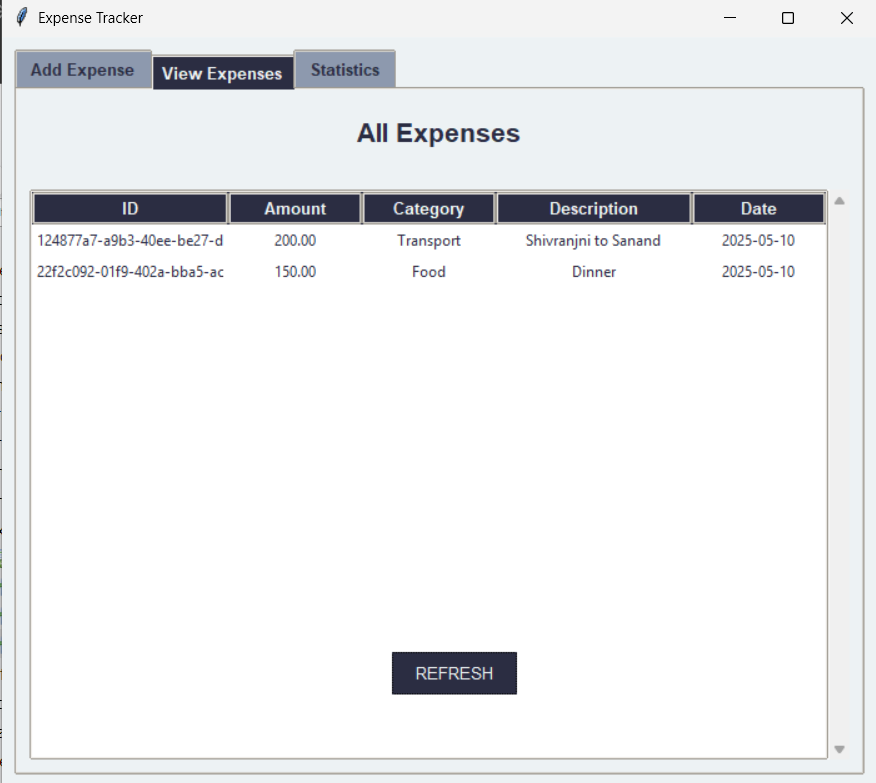 Expense Tracker
Add Expense View Expenses Statistics
All Expenses
ID Amount Category Description Date
124877a7-a9b3-40ee-be27-d 200.00 Transport Shivranjni to Sanand 2025-05-10
22f2c092-01f9-402a-bba5-ac 150.00 Food Dinner 2025-05-10
REFRESH